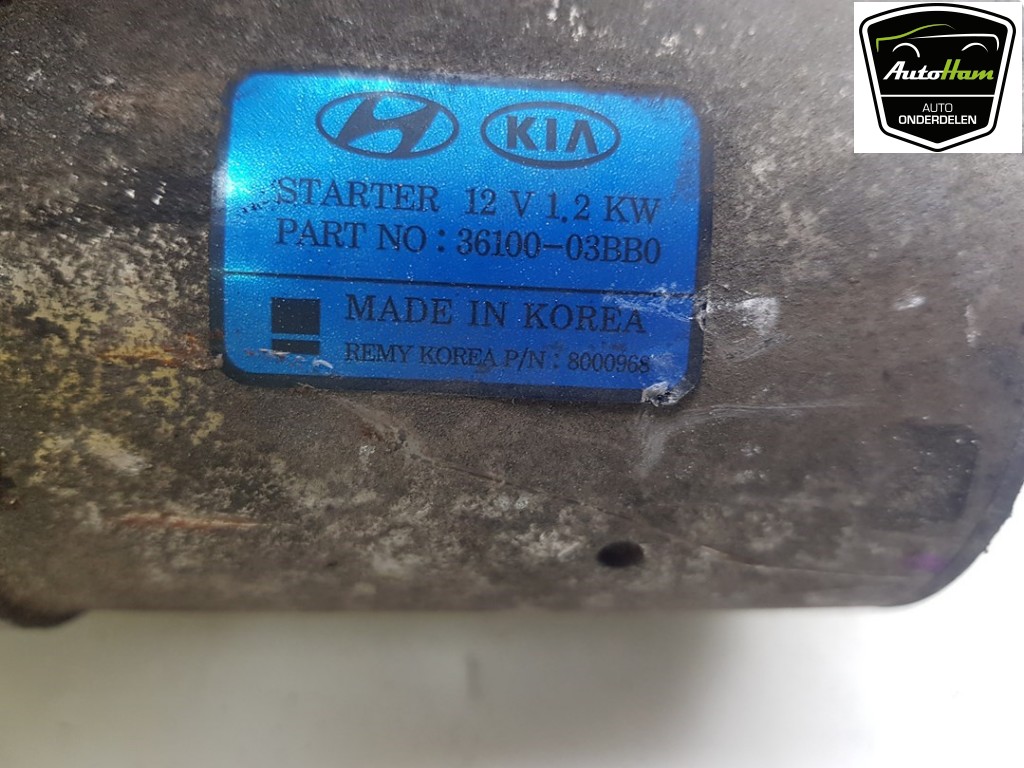 KIA
STARTER 12 V 1.2 KW
PART NO : 36100-03BB0
MADE IN KOREA
REMY KOREA P/N : 8000968
AutoHam
AUTO
ONDERDELEN